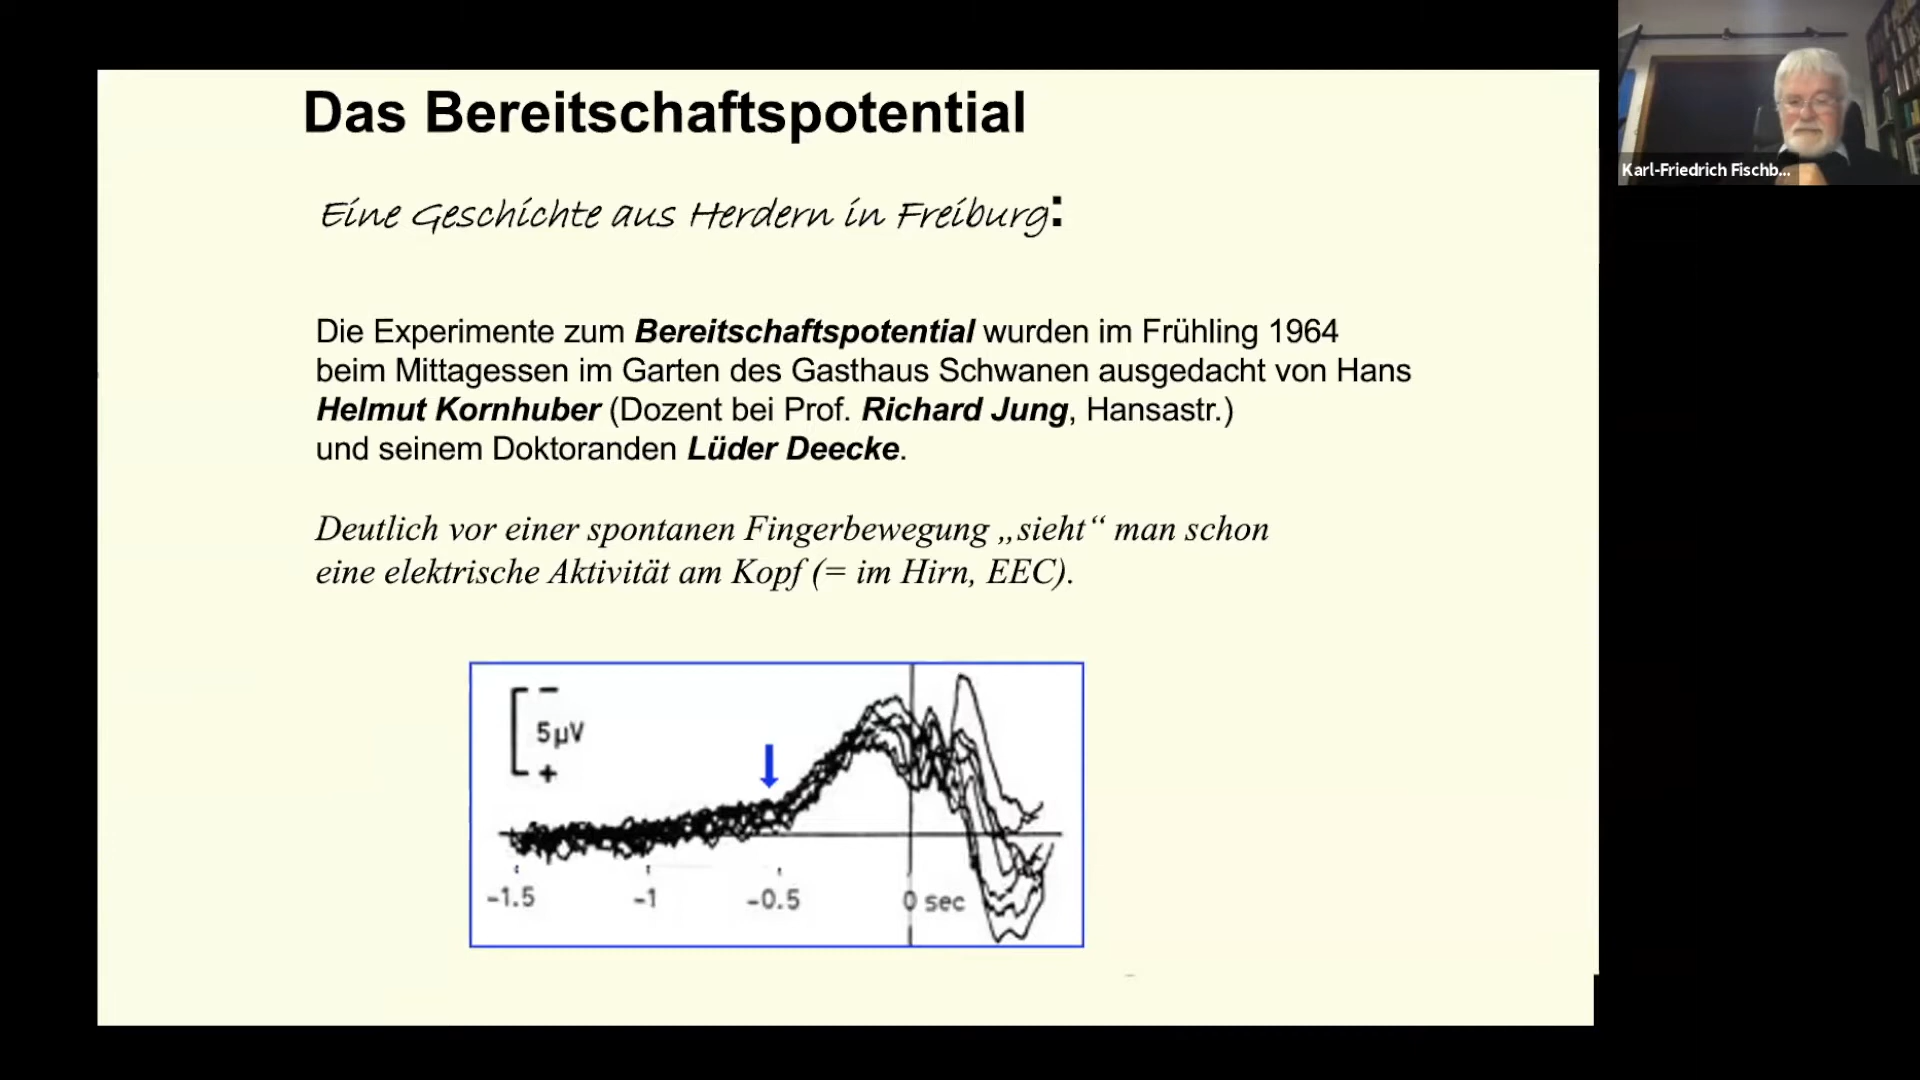 Das Bereitschaftspotential
Eine Geschichte aus Herdern in Freiburg:
Die Experimente zum Bereitschaftspotential wurden im Frühling 1964
beim Mittagessen im Garten des Gasthaus Schwanen ausgedacht von Hans
Helmut Kornhuber (Dozent bei Prof. Richard Jung, Hansastr.)
und seinem Doktoranden Lüder Deecke.
Deutlich vor einer spontanen Fingerbewegung „sieht“ man schon
eine elektrische Aktivität am Kopf (= im Hirn, EEC).
−
5µV
+
-1.5 -1 -0.5 0 sec
Karl-Friedrich Fischb...